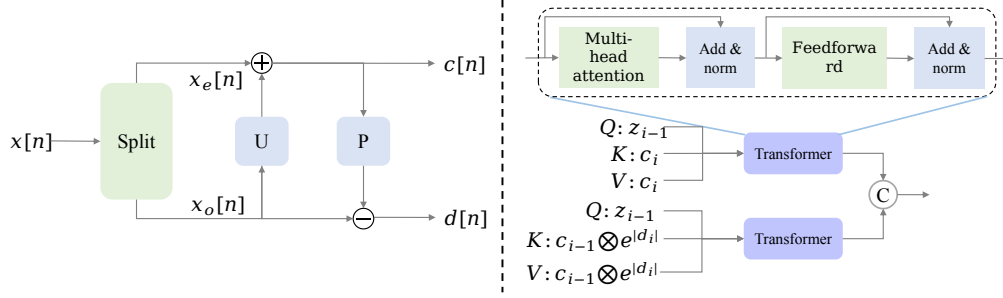 x[n]
Split
x_e[n]
x_o[n]
U
P
c[n]
d[n]
Multi-
head
attention
Add &
norm
Feedforwa
rd
Add &
norm
Q: z_{i−1}
K: c_i
V: c_i
Transformer
C
Q: z_{i−1}
K: c_{i−1}⊗e^{|d_i|}
V: c_{i−1}⊗e^{|d_i|}
Transformer